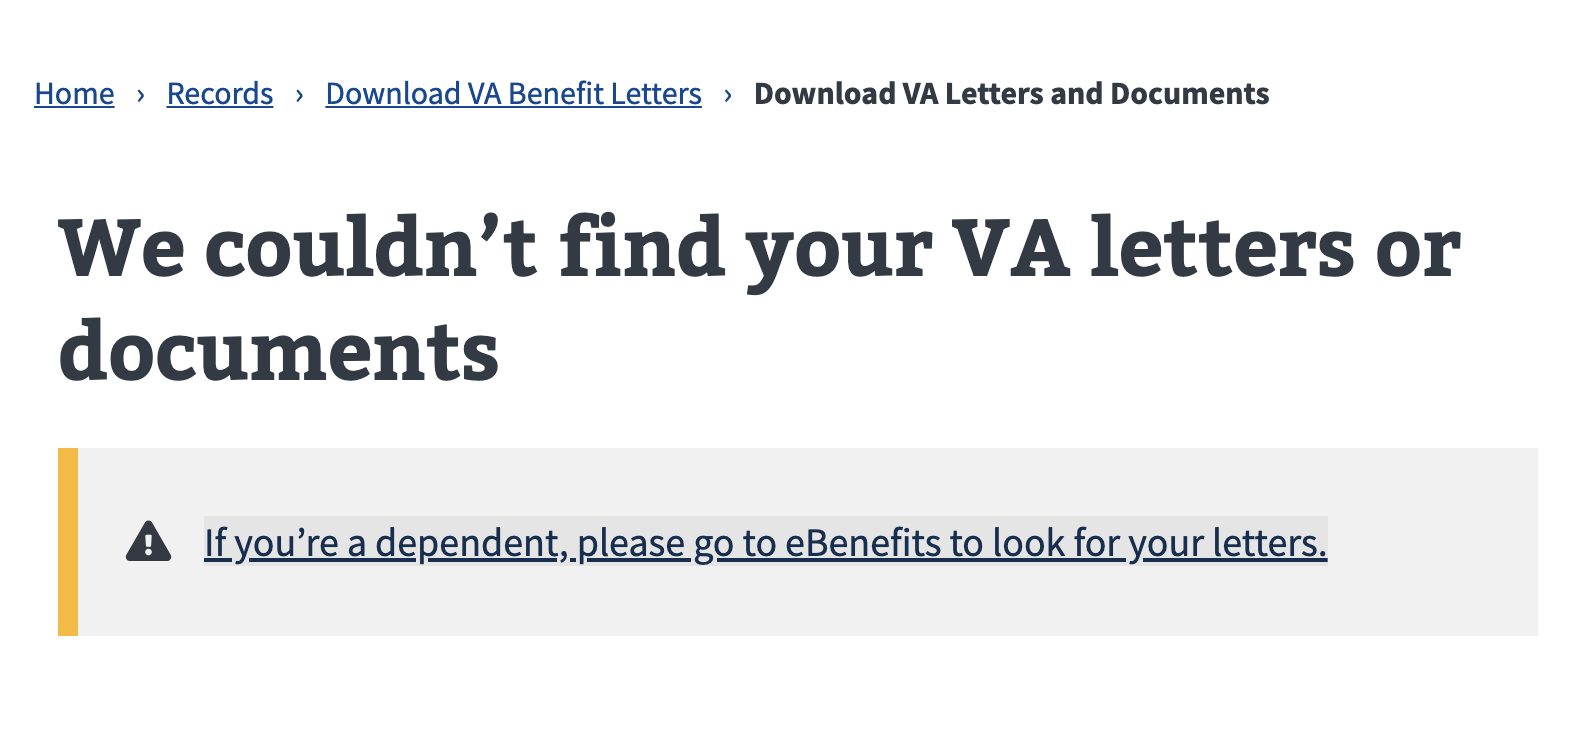 Home › Records › Download VA Benefit Letters › Download VA Letters and Documents
We couldn’t find your VA letters or
documents
If you’re a dependent, please go to eBenefits to look for your letters.